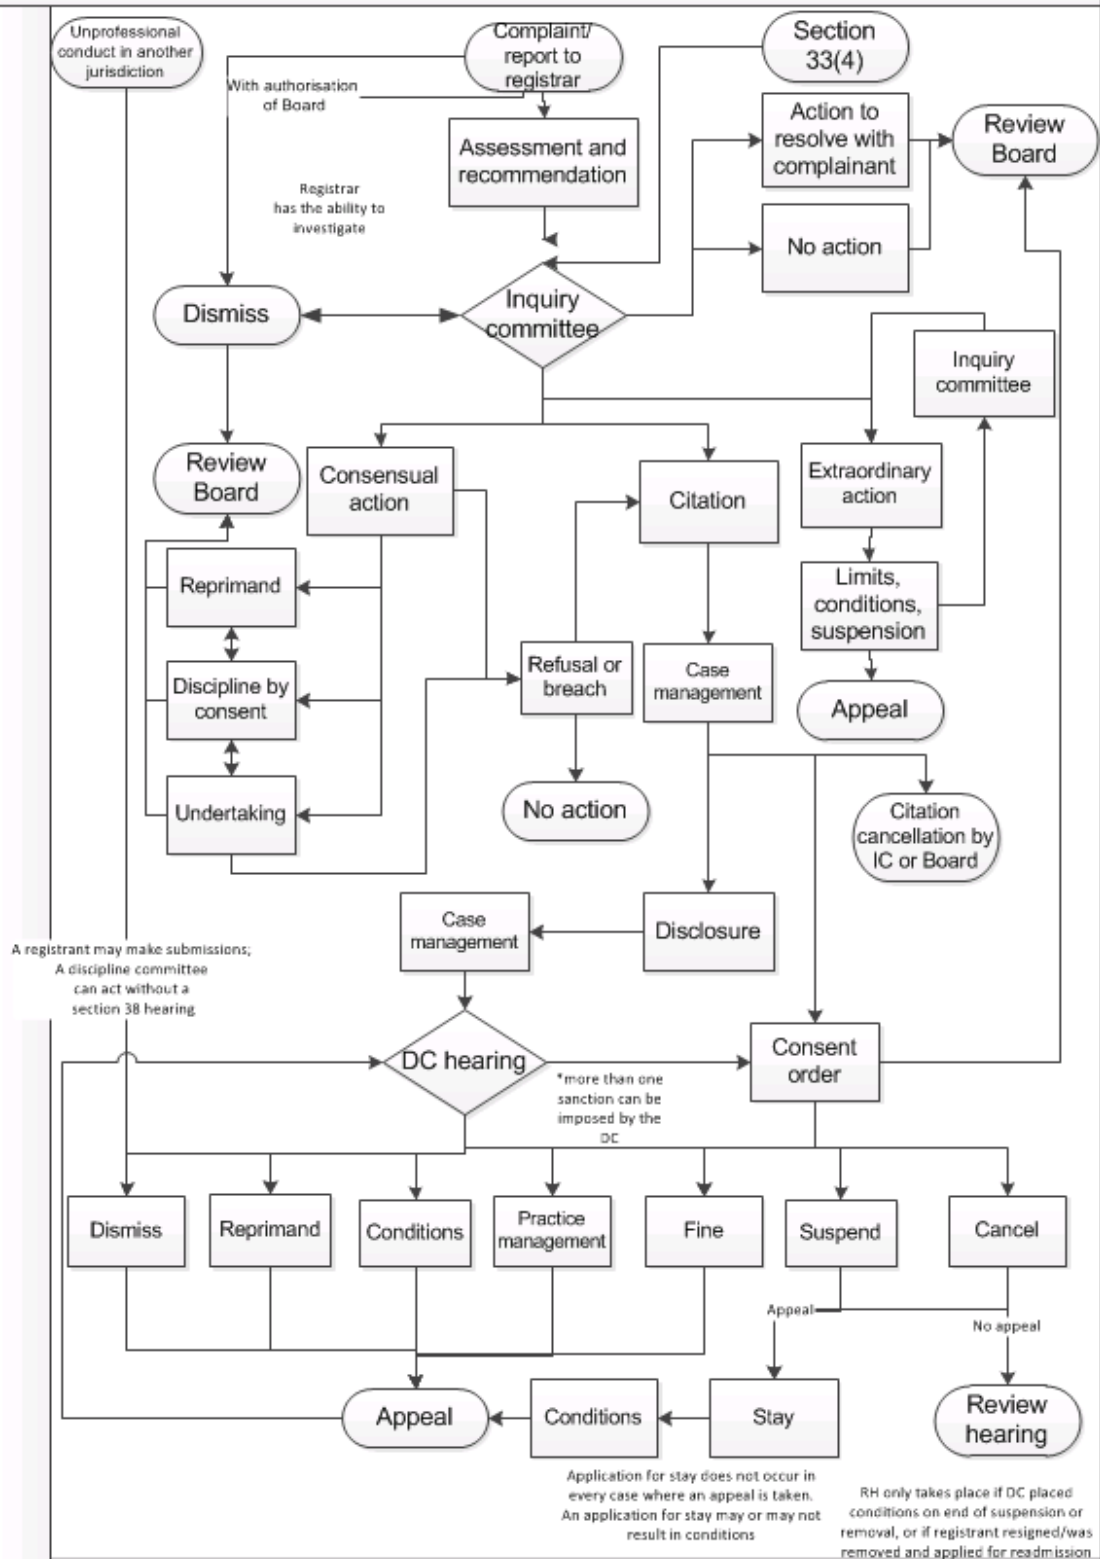 Unprofessional
conduct in another
jurisdiction
Complaint/
report to
registrar
Section
33(4)
With authorisation
of Board
Action to
resolve with
complainant
Review
Board
Assessment and
recommendation
Registrar
has the ability to
investigate
No action
Dismiss
Inquiry
committee
Inquiry
committee
Review
Board
Consensual
action
Citation
Extraordinary
action
Reprimand
Limits,
conditions,
suspension
Discipline by
consent
Refusal or
breach
Case
management
Appeal
Undertaking
No action
Citation
cancellation by
IC or Board
Case
management
Disclosure
A registrant may make submissions;
A discipline committee
can act without a
section 38 hearing
DC hearing
Consent
order
*more than one
sanction can be
imposed by the
DC
Dismiss
Reprimand
Conditions
Practice
management
Fine
Suspend
Cancel
Appeal
No appeal
Appeal
Conditions
Stay
Review
hearing
Application for stay does not occur in
every case where an appeal is taken.
An application for stay may or may not
result in conditions
RH only takes place if DC placed
conditions on end of suspension or
removal, or if registrant resigned/was
removed and applied for readmission